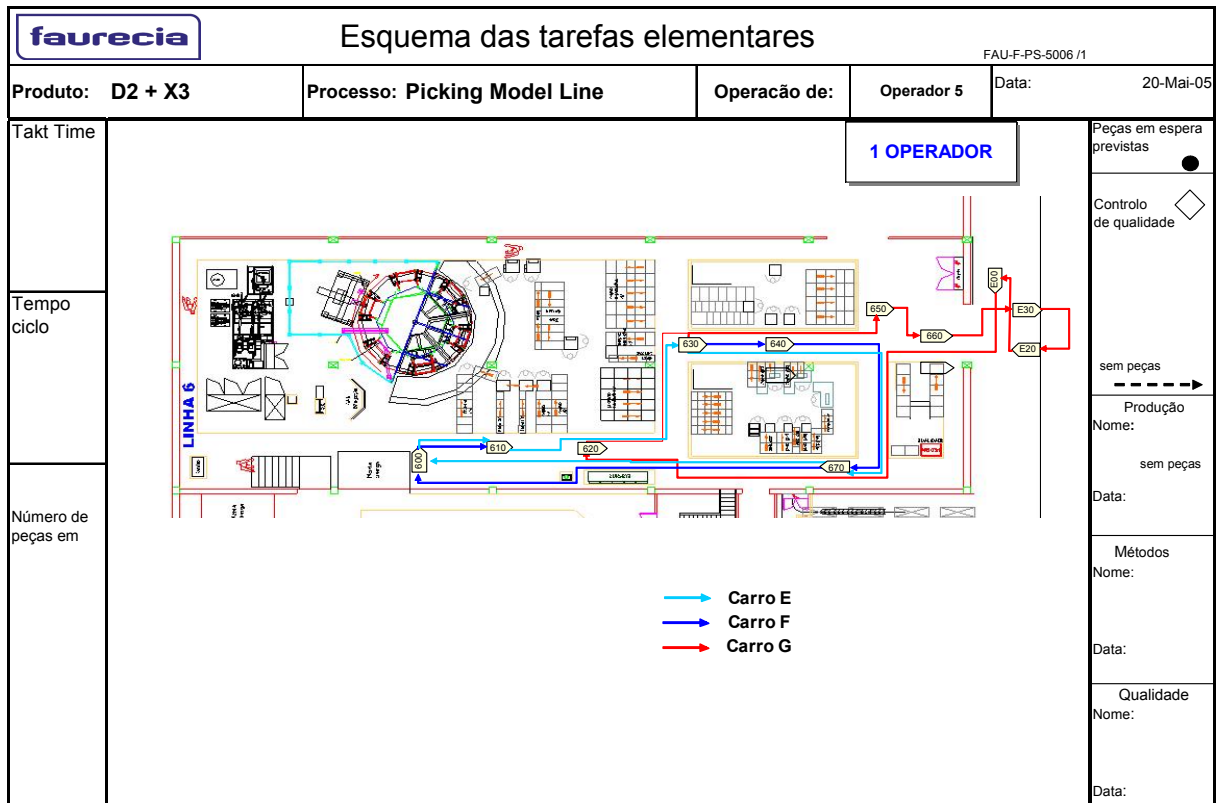 faurecia
Esquema das tarefas elementares
FAU-F-PS-5006 /1
Produto: D2 + X3
Processo: Picking Model Line
Operacão de:
Operador 5
Data: 20-Mai-05
Takt Time
1 OPERADOR
Peças em espera
previstas
Controlo
de qualidade
Tempo
ciclo
sem peças
Produção
Nome:
sem peças
Data:
Número de
peças em
Métodos
Nome:
Data:
Qualidade
Nome:
Data:
LINHA 6
E00
650
E30
660
630
640
E20
610
620
600
670
Carro E
Carro F
Carro G